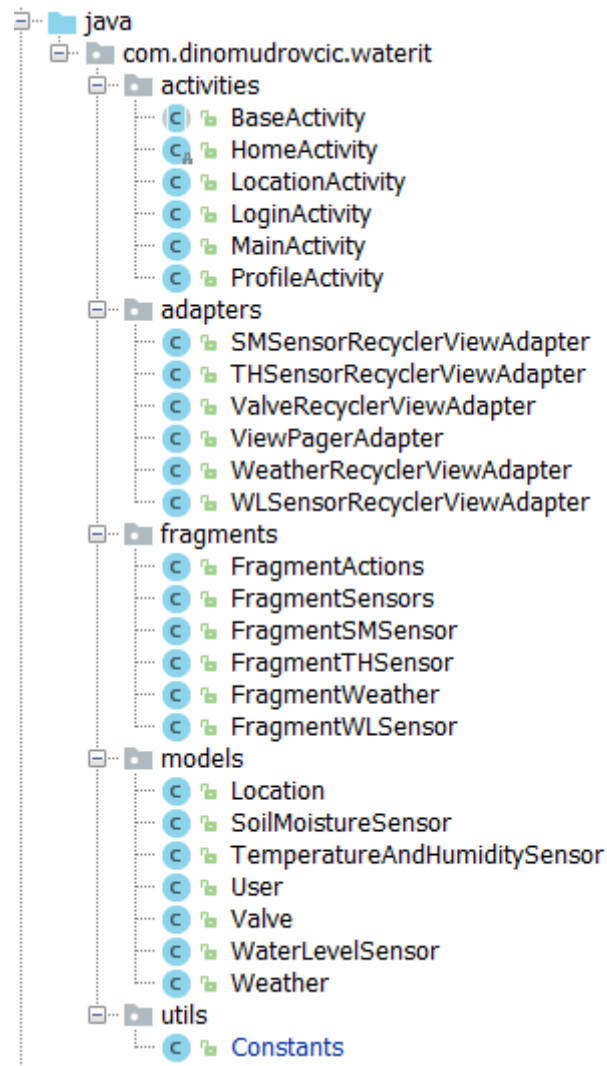 java
com.dinomudrovcic.waterit
activities
BaseActivity
HomeActivity
LocationActivity
LoginActivity
MainActivity
ProfileActivity
adapters
SMSensorRecyclerViewAdapter
THSensorRecyclerViewAdapter
ValveRecyclerViewAdapter
ViewPagerAdapter
WeatherRecyclerViewAdapter
WLSensorRecyclerViewAdapter
fragments
FragmentActions
FragmentSensors
FragmentSMSensor
FragmentTHSensor
FragmentWeather
FragmentWLSensor
models
Location
SoilMoistureSensor
TemperatureAndHumiditySensor
User
Valve
WaterLevelSensor
Weather
utils
Constants